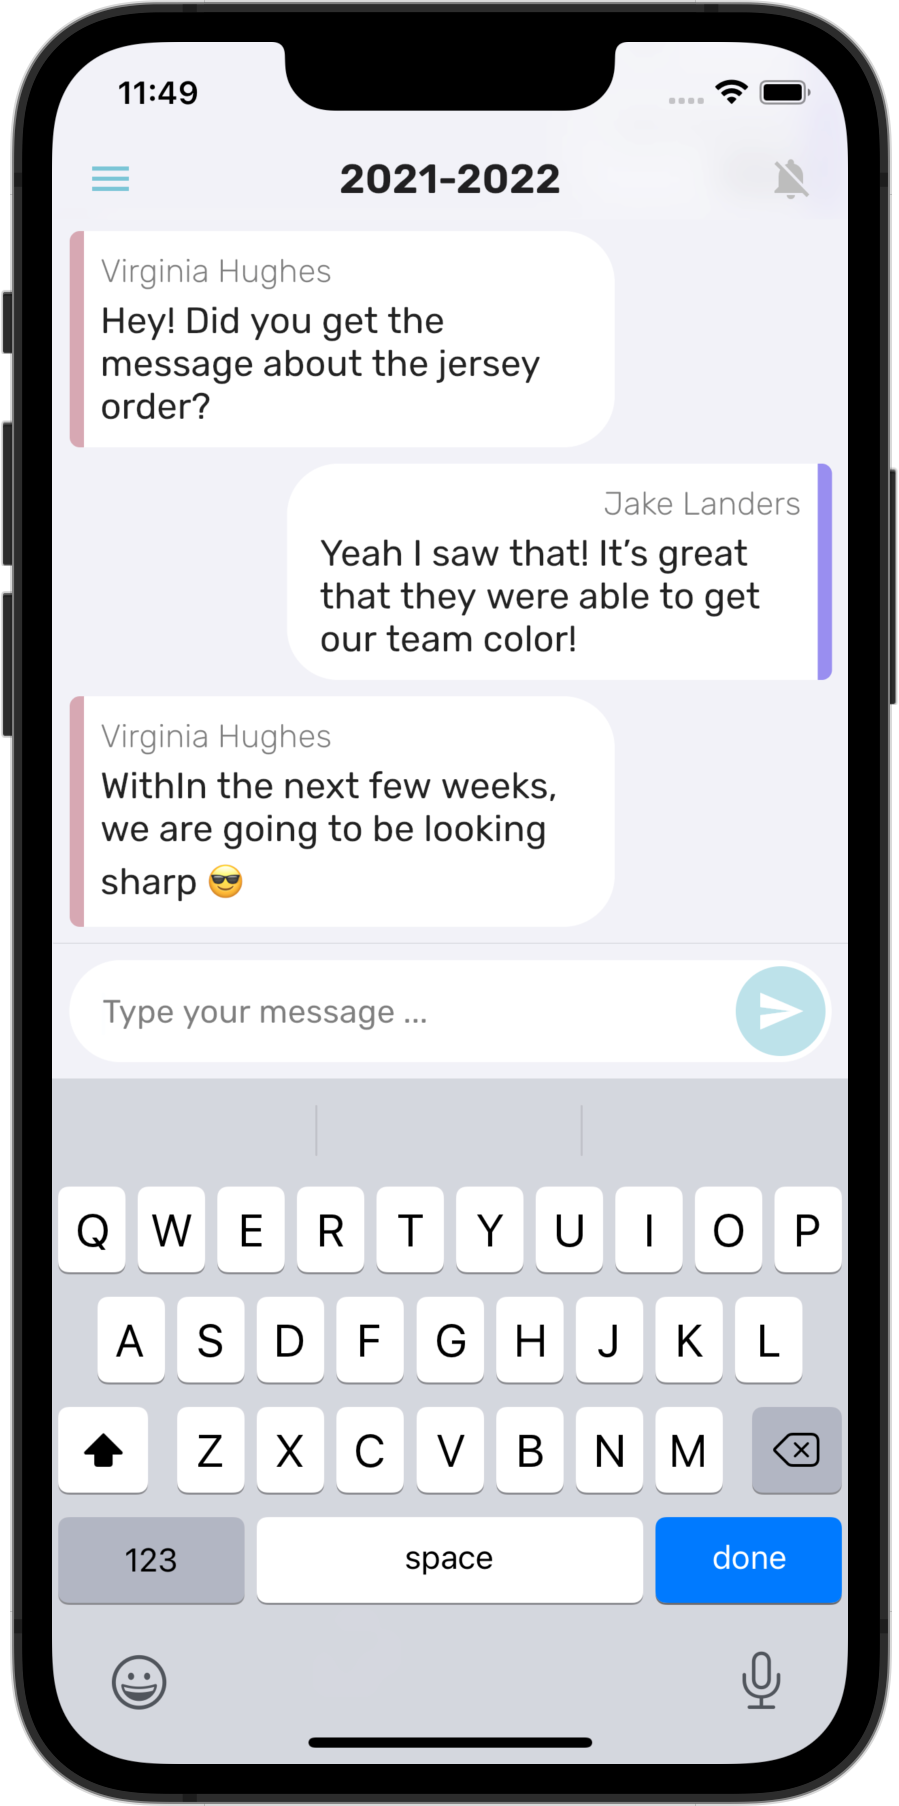 11:49
2021-2022
Virginia Hughes
Hey! Did you get the
message about the jersey
order?
Jake Landers
Yeah I saw that! It’s great
that they were able to get
our team color!
Virginia Hughes
WithIn the next few weeks,
we are going to be looking
sharp 😎
Type your message ...
Q W E R T Y U I O P
A S D F G H J K L
Z X C V B N M
123 space done